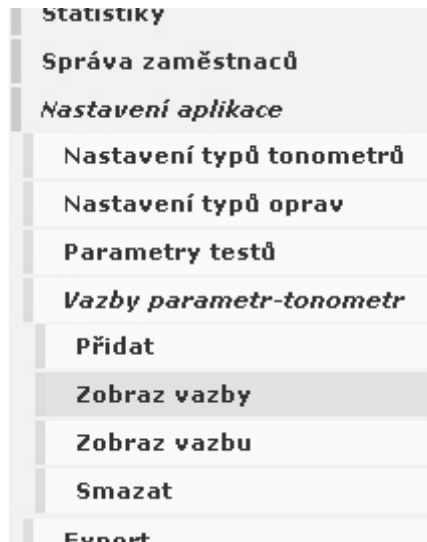 Statistiky
Správa zaměstnaců
Nastavení aplikace
Nastavení typů tonometrů
Nastavení typů oprav
Parametry testů
Vazby parametr-tonometr
Přidat
Zobraz vazby
Zobraz vazbu
Smazat
Export